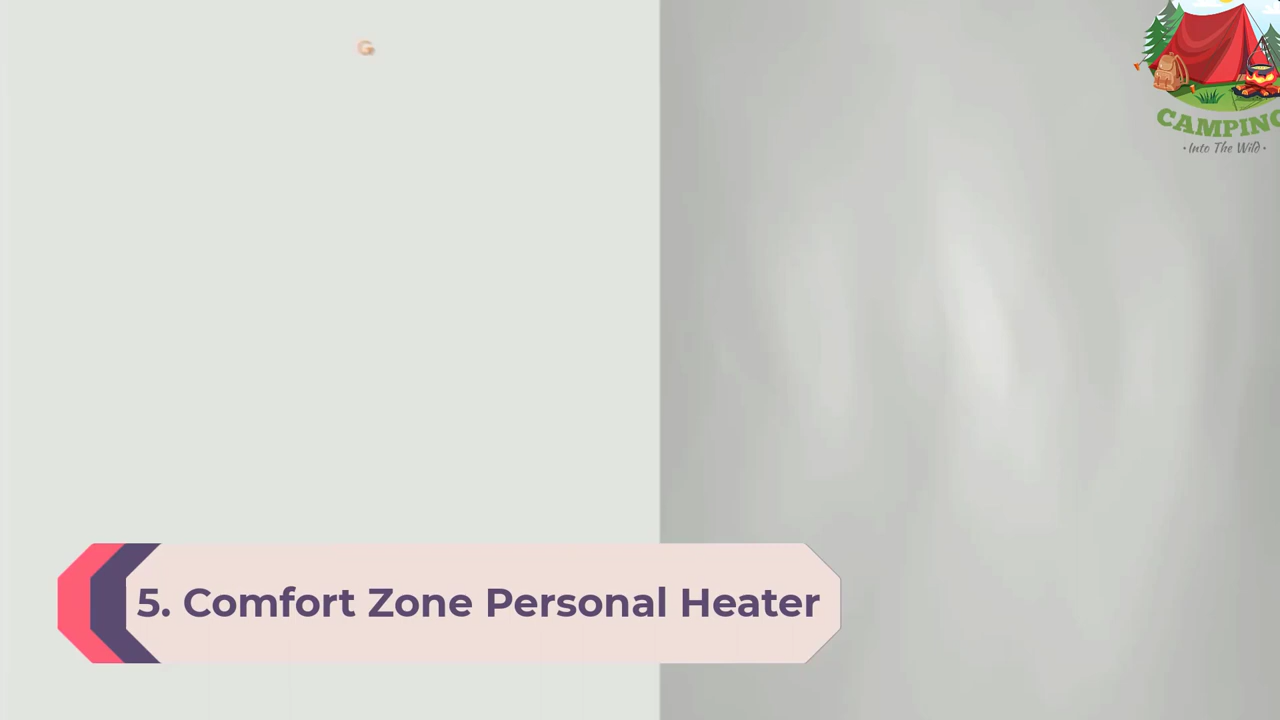 G
CAMPING
• Into The Wild •
5. Comfort Zone Personal Heater